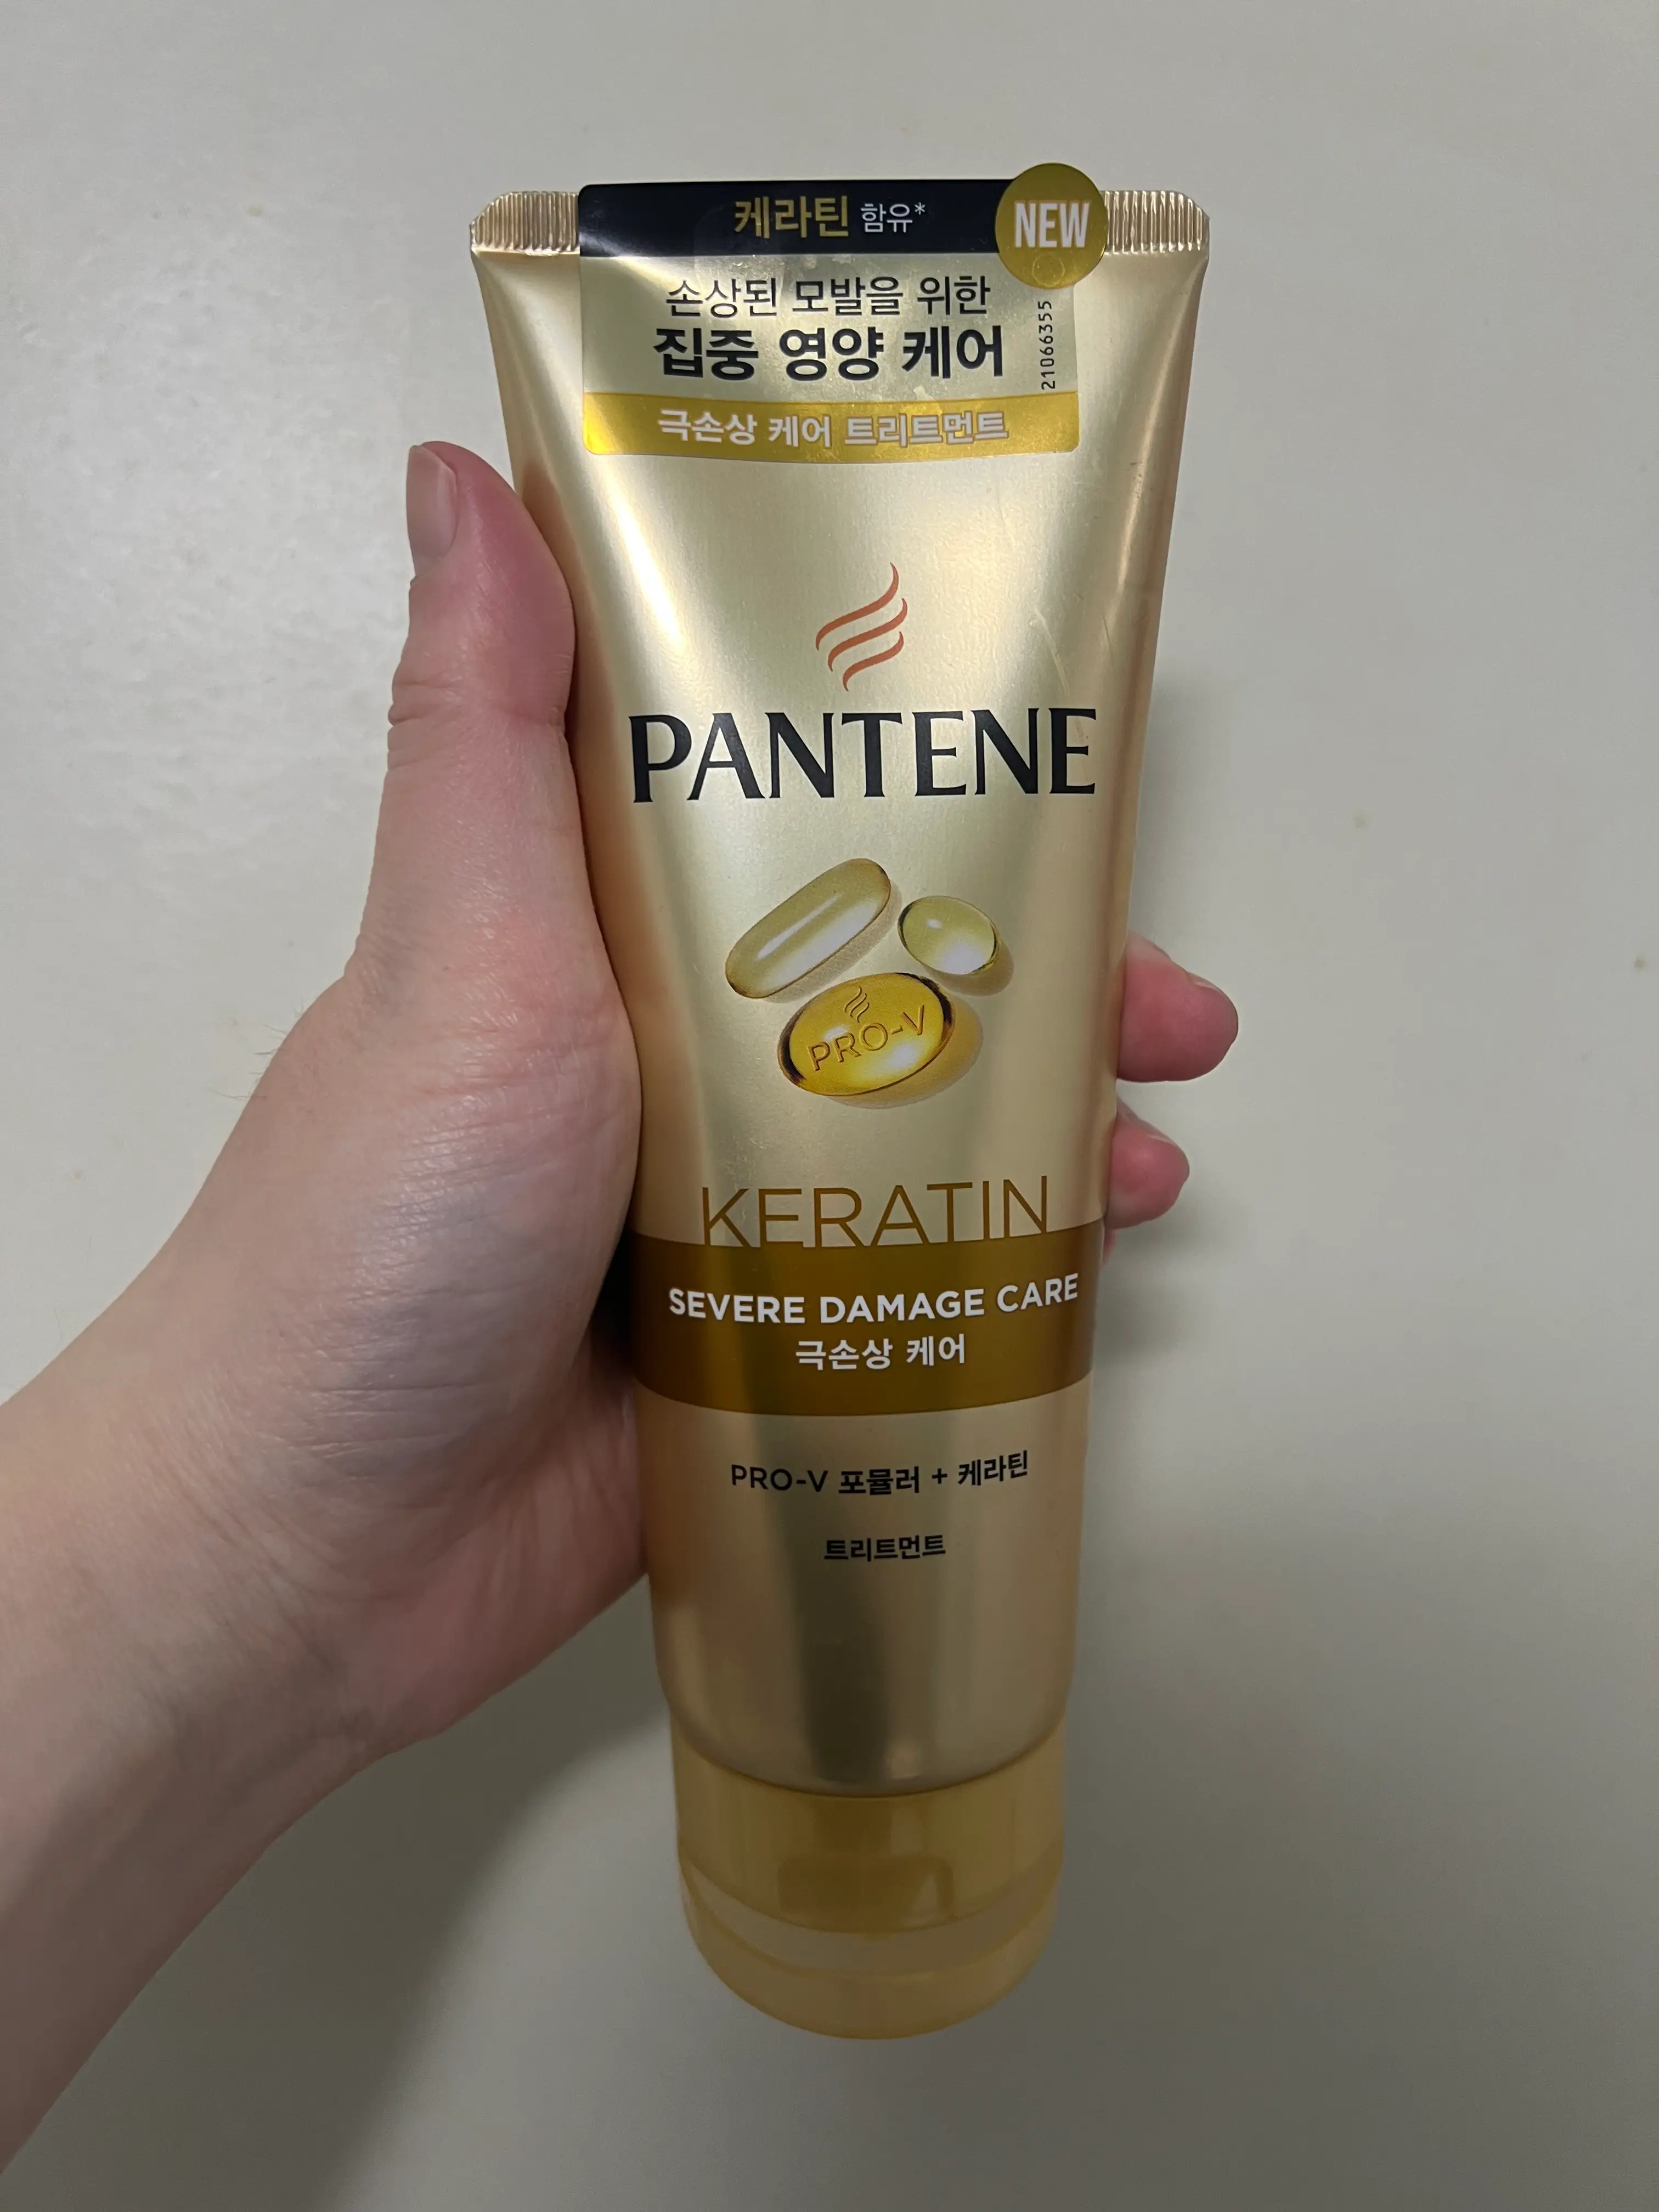 케라틴 함유*
NEW
손상된 모발을 위한
집중 영양 케어
21066355
극손상 케어 트리트먼트
PANTENE
PRO-V
KERATIN
SEVERE DAMAGE CARE
극손상 케어
PRO-V 포뮬러 + 케라틴
트리트먼트